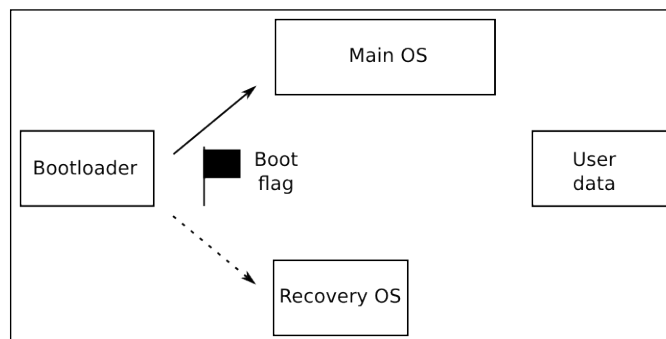 Main OS
Bootloader
Boot
flag
User
data
Recovery OS